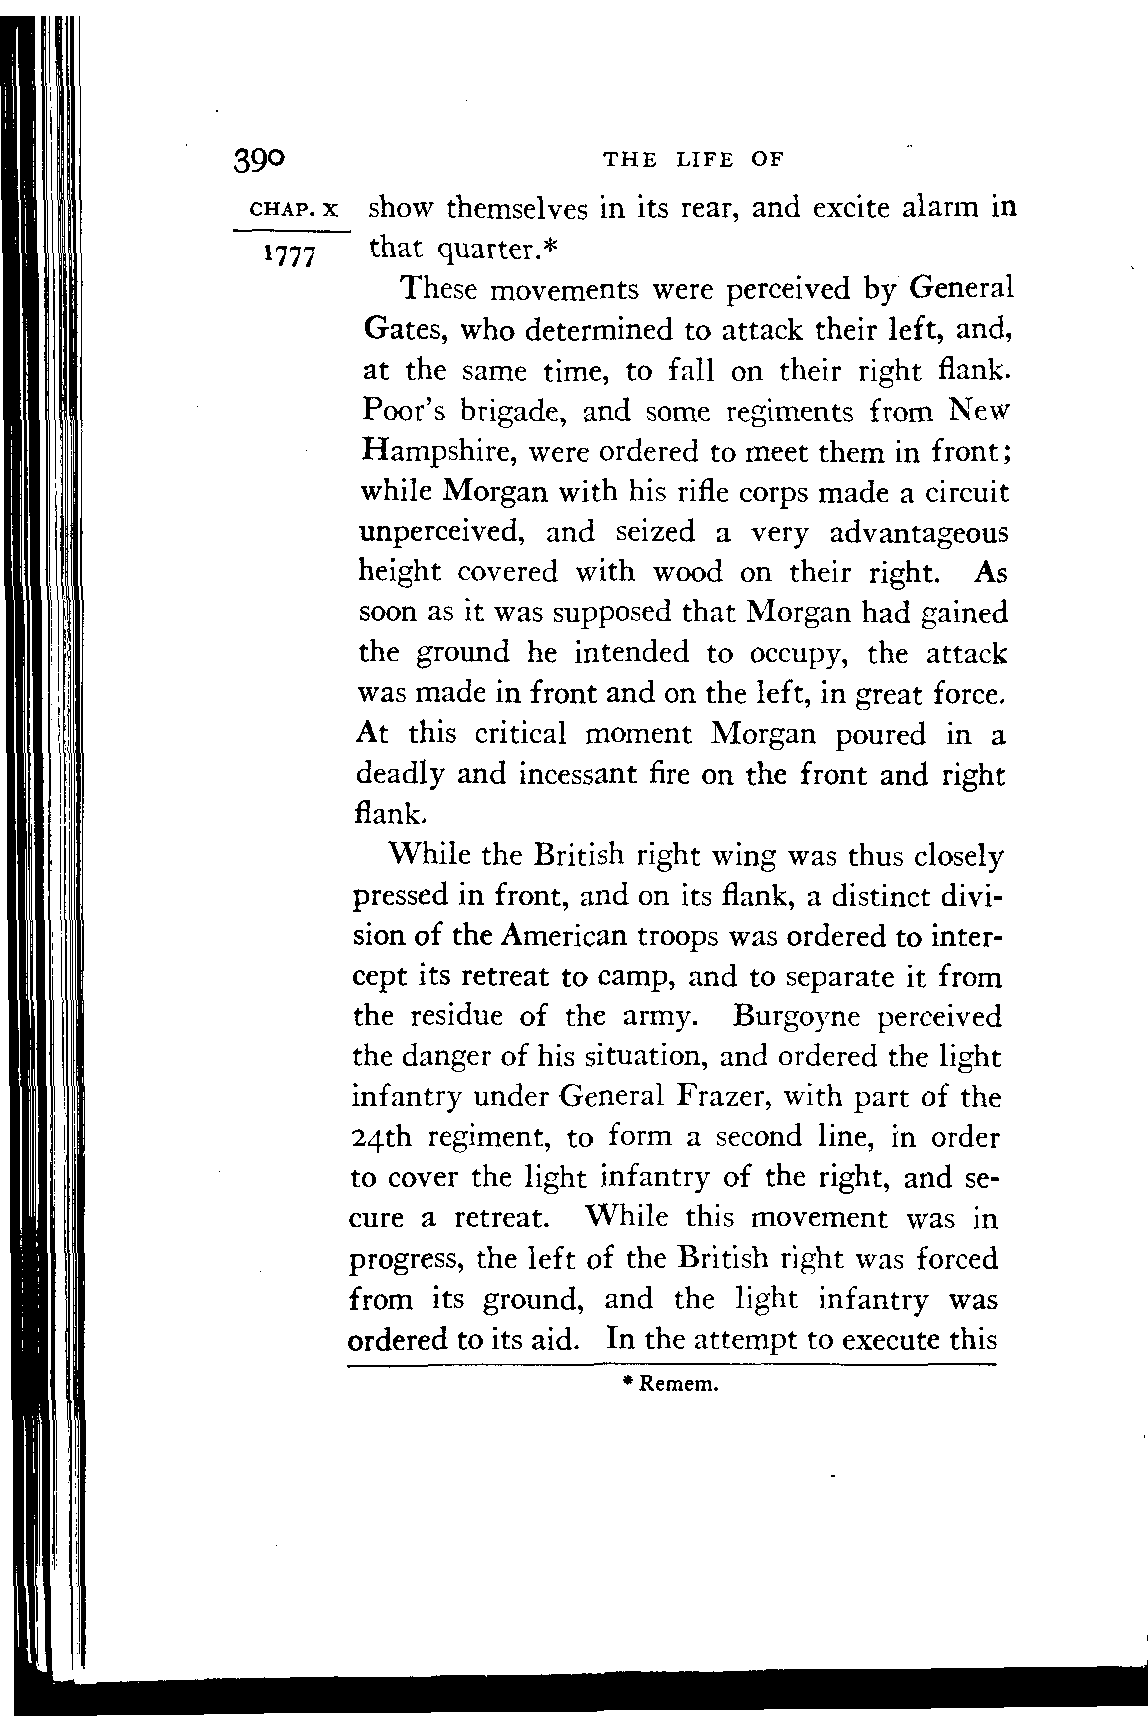 390 THE LIFE OF
CHAP. X show themselves in its rear, and excite alarm in
1777 that quarter.*
These movements were perceived by General
Gates, who determined to attack their left, and,
at the same time, to fall on their right flank.
Poor's brigade, and some regiments from New
Hampshire, were ordered to meet them in front;
while Morgan with his rifle corps made a circuit
unperceived, and seized a very advantageous
height covered with wood on their right. As
soon as it was supposed that Morgan had gained
the ground he intended to occupy, the attack
was made in front and on the left, in great force.
At this critical moment Morgan poured in a
deadly and incessant fire on the front and right
flank.
While the British right wing was thus closely
pressed in front, and on its flank, a distinct divi-
sion of the American troops was ordered to inter-
cept its retreat to camp, and to separate it from
the residue of the army. Burgoyne perceived
the danger of his situation, and ordered the light
infantry under General Frazer, with part of the
24th regiment, to form a second line, in order
to cover the light infantry of the right, and se-
cure a retreat. While this movement was in
progress, the left of the British right was forced
from its ground, and the light infantry was
ordered to its aid. In the attempt to execute this
* Remem.